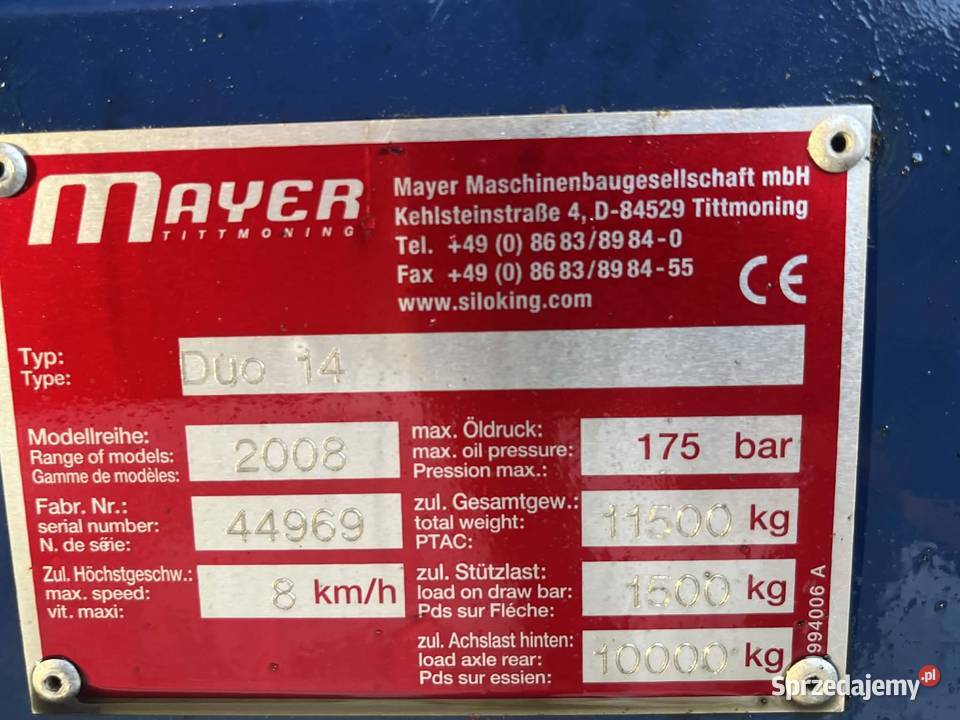 MAYER
TITTMONING
Mayer Maschinenbaugesellschaft mbH
Kehlsteinstraße 4, D-84529 Tittmoning
Tel. +49 (0) 86 83/89 84-0
Fax +49 (0) 86 83/89 84-55
www.siloking.com
CE
Typ:
Type:
Duo 14
Modellreihe:
Range of models:
Gamme de modèles:
2008
Fabr. Nr.:
serial number:
N. de série:
44969
Zul. Höchstgeschw.:
max. speed:
vit. maxi:
8 km/h
max. Öldruck:
max. oil pressure:
Pression max.:
175 bar
zul. Gesamtgew.:
total weight:
PTAC:
11500 kg
zul. Stützlast:
load on draw bar:
Pds sur Fléche:
1500 kg
zul. Achslast hinten:
load axle rear:
Pds sur essien:
10000 kg
994006 A
Sprzedajemy.pl